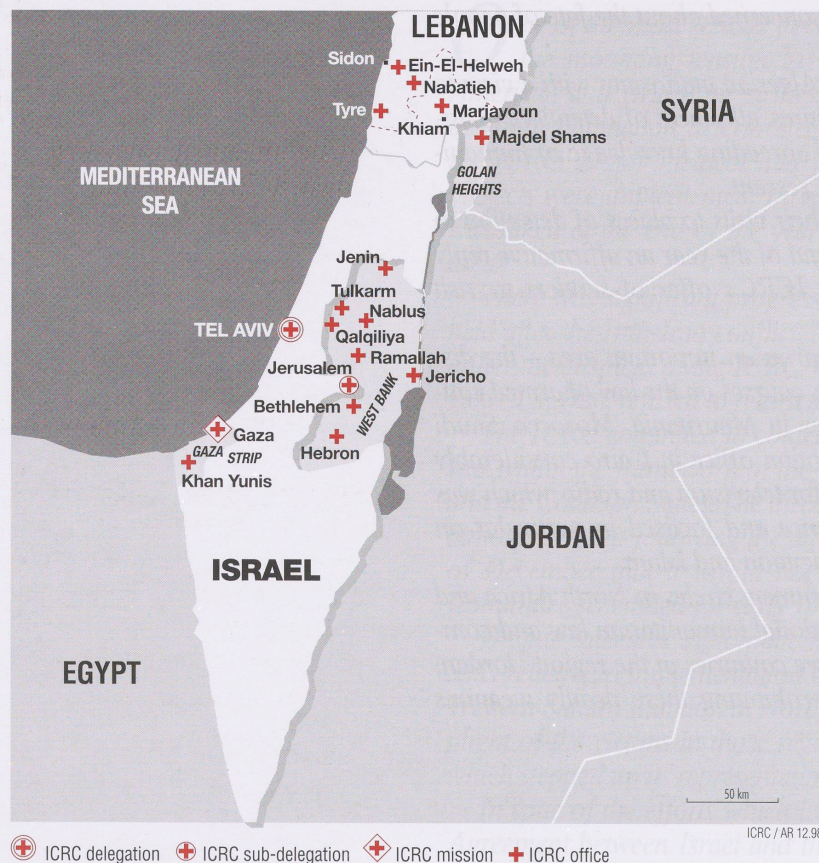 LEBANON
Sidon
Ein-El-Helweh
Nabatieh
Tyre
Marjayoun
Khiam
SYRIA
Majdel Shams
MEDITERRANEAN
SEA
GOLAN
HEIGHTS
Jenin
Tulkarm
Nablus
TEL AVIV
Qalqiliya
Ramallah
Jerusalem
Jericho
Bethlehem
WEST BANK
Gaza
GAZA STRIP
Hebron
Khan Yunis
JORDAN
ISRAEL
EGYPT
50 km
ICRC / AR 12.98
ICRC delegation ICRC sub-delegation ICRC mission ICRC office